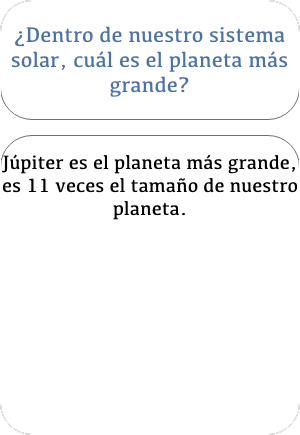 ¿Dentro de nuestro sistema
solar, cuál es el planeta más
grande?
Júpiter es el planeta más grande,
es 11 veces el tamaño de nuestro
planeta.